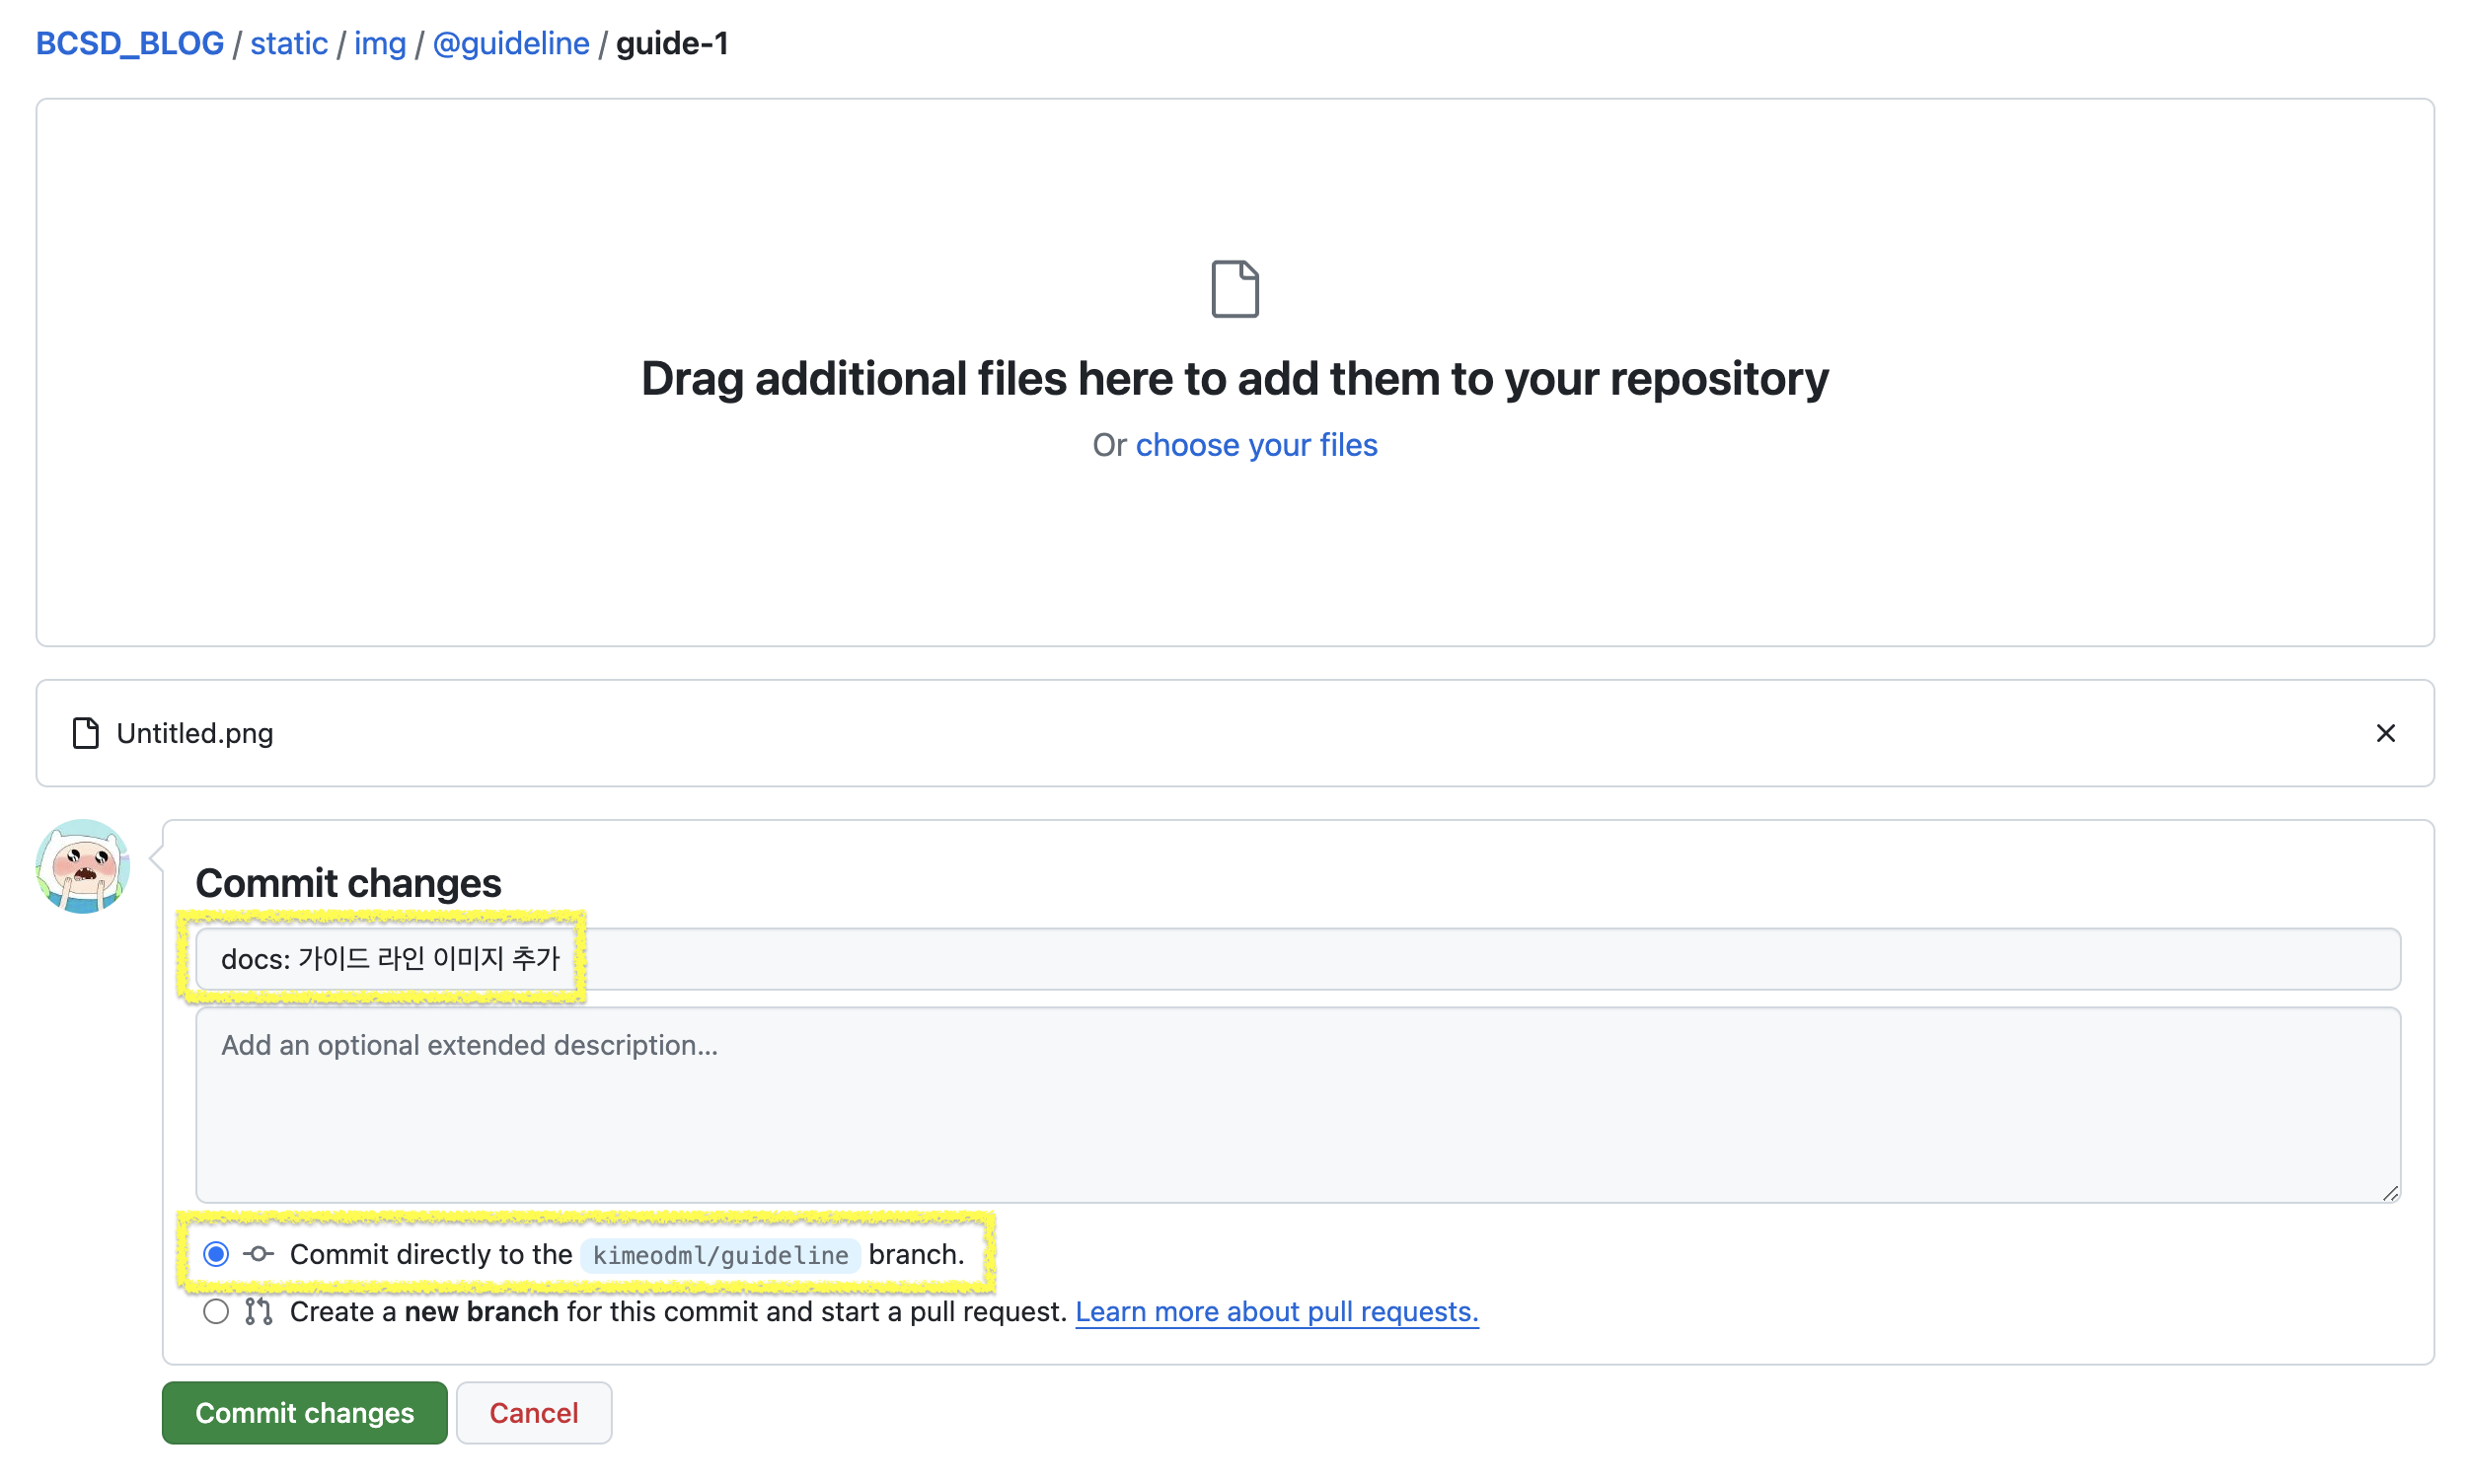 BCSD_BLOG / static / img / @guideline / guide-1
Drag additional files here to add them to your repository
Or choose your files
Untitled.png
Commit changes
docs: 가이드 라인 이미지 추가
Add an optional extended description...
Commit directly to the kimeodml/guideline branch.
Create a new branch for this commit and start a pull request. Learn more about pull requests.
Commit changes
Cancel